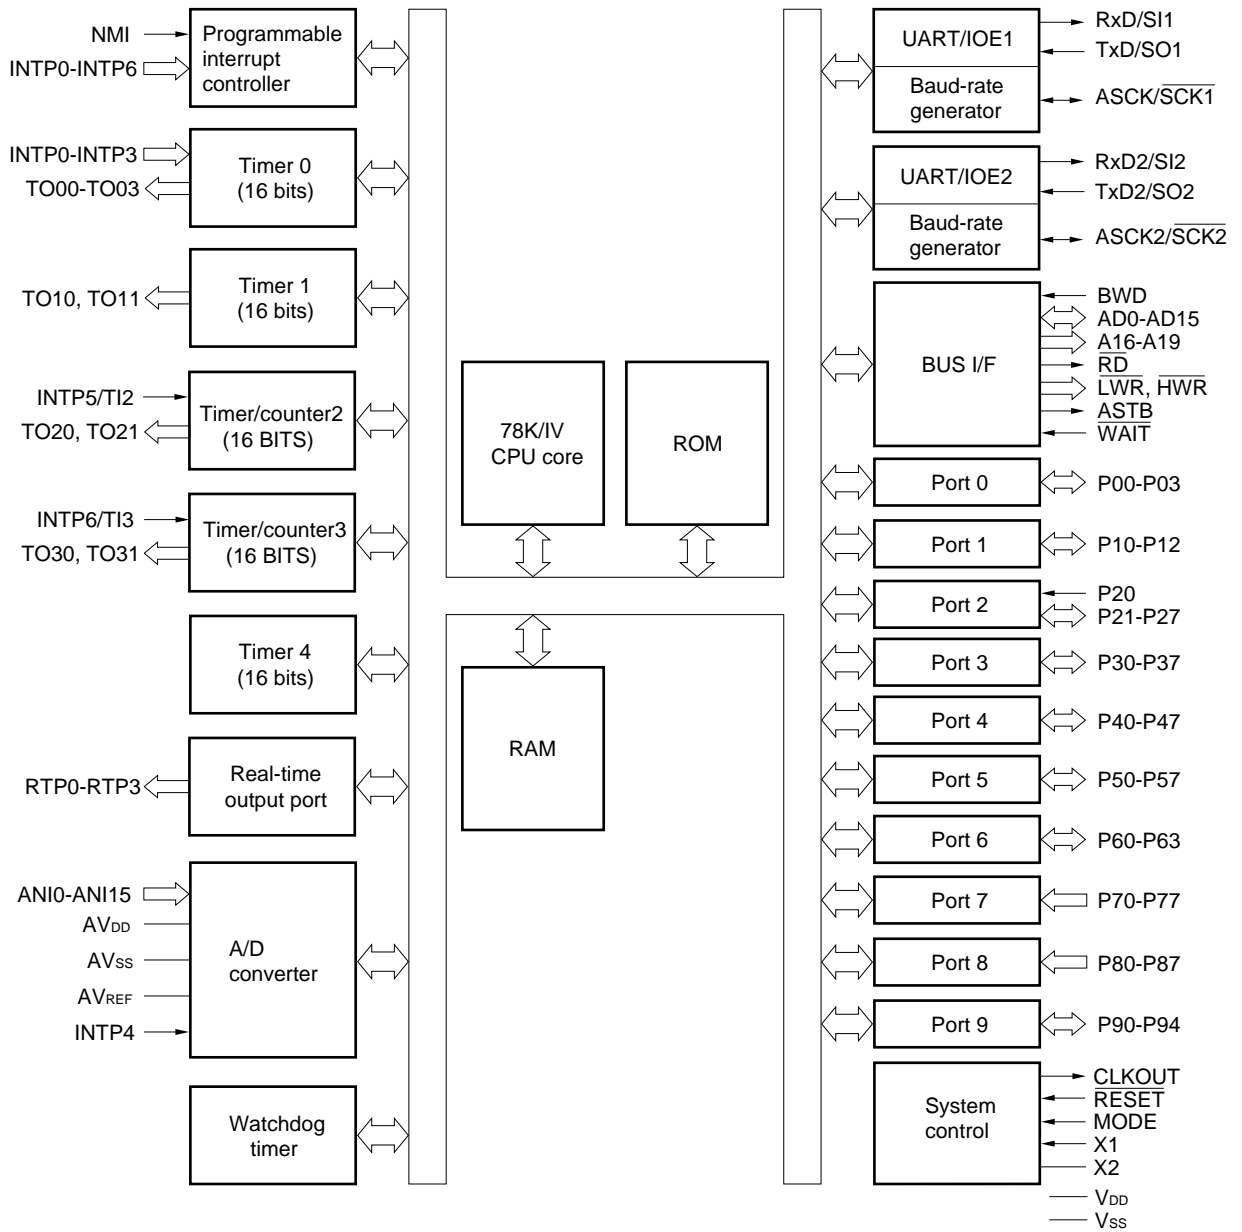 NMI
INTP0-INTP6
Programmable
interrupt
controller
INTP0-INTP3
TO00-TO03
Timer 0
(16 bits)
TO10, TO11
Timer 1
(16 bits)
INTP5/TI2
TO20, TO21
Timer/counter2
(16 BITS)
INTP6/TI3
TO30, TO31
Timer/counter3
(16 BITS)
Timer 4
(16 bits)
RTP0-RTP3
Real-time
output port
ANI0-ANI15
AVDD
AVSS
AVREF
INTP4
A/D
converter
Watchdog
timer
78K/IV
CPU core
ROM
RAM
UART/IOE1
Baud-rate
generator
RxD/SI1
TxD/SO1
ASCK/S̅C̅K̅1̅
UART/IOE2
Baud-rate
generator
RxD2/SI2
TxD2/SO2
ASCK2/S̅C̅K̅2̅
BUS I/F
BWD
AD0-AD15
A16-A19
R̅D̅
L̅W̅R̅, H̅W̅R̅
ASTB
W̅A̅I̅T̅
Port 0
P00-P03
Port 1
P10-P12
Port 2
P20
P21-P27
Port 3
P30-P37
Port 4
P40-P47
Port 5
P50-P57
Port 6
P60-P63
Port 7
P70-P77
Port 8
P80-P87
Port 9
P90-P94
System
control
CLKOUT
R̅E̅S̅E̅T̅
MODE
X1
X2
VDD
VSS